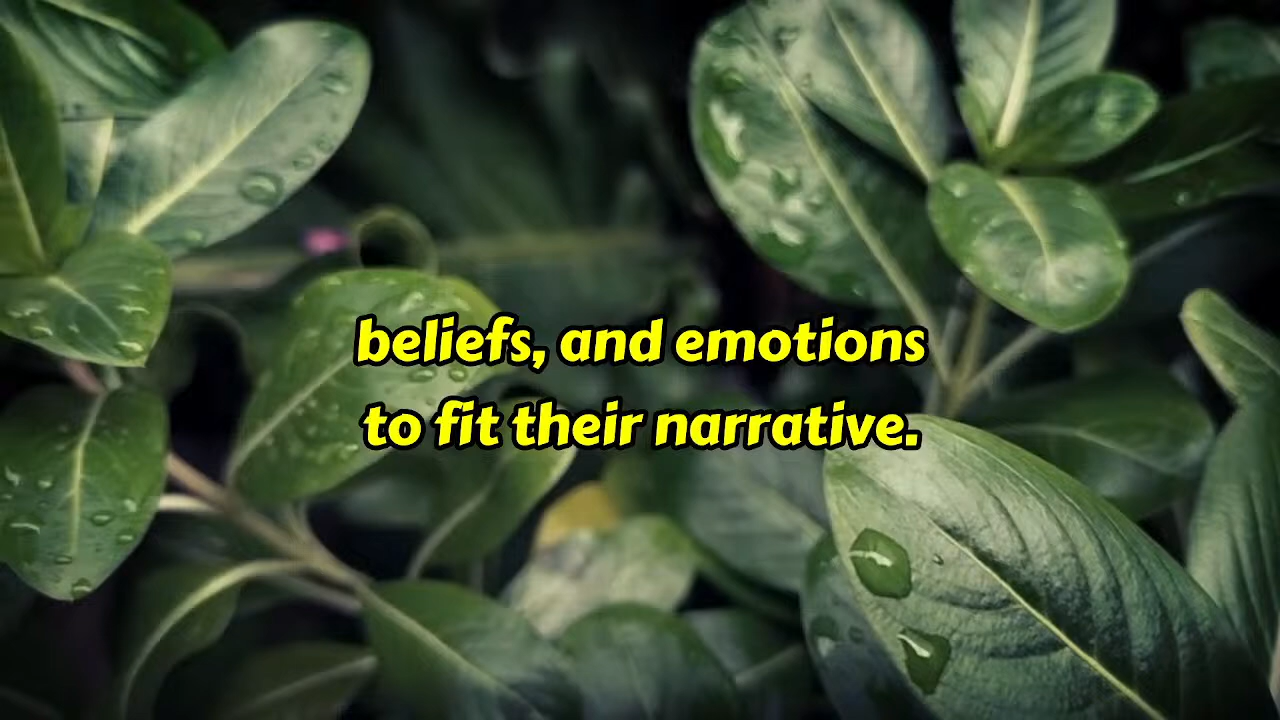 beliefs, and emotions
to fit their narrative.